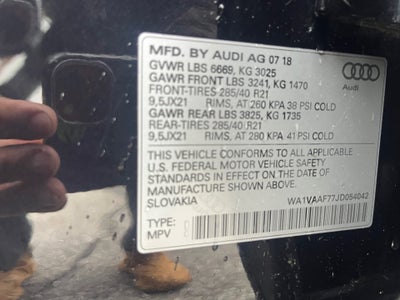 MFD. BY AUDI AG 07 18
GVWR LBS 6669, KG 3025
GAWR FRONT LBS 3241, KG 1470
FRONT-TIRES 285/40 R21
9,5JX21 RIMS, AT 260 KPA 38 PSI COLD
GAWR REAR LBS 3825, KG 1735
REAR-TIRES 285/40 R21
9,5JX21 RIMS, AT 280 KPA 41 PSI COLD
THIS VEHICLE CONFORMS TO ALL APPLICABLE
U.S. FEDERAL MOTOR VEHICLE SAFETY
STANDARDS IN EFFECT ON THE DATE OF
MANUFACTURE SHOWN ABOVE.
SLOVAKIA WA1VAAF77JD054042
TYPE:
MPV
Audi